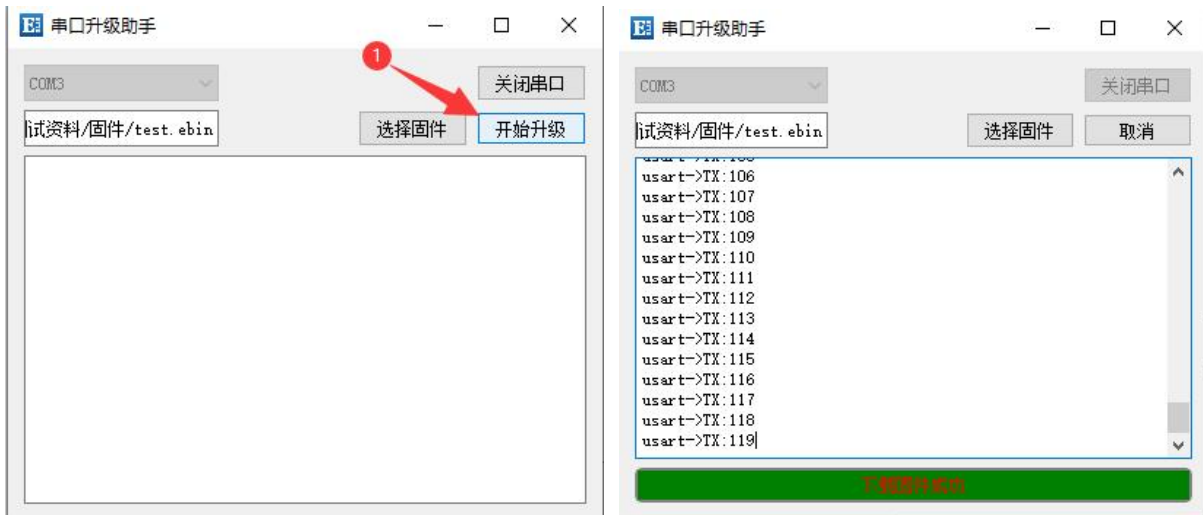 串口升级助手
1
COM3
关闭串口
试资料/固件/test.ebin
选择固件
开始升级
串口升级助手
COM3
关闭串口
试资料/固件/test.ebin
选择固件
取消
usart->TX:106
usart->TX:107
usart->TX:108
usart->TX:109
usart->TX:110
usart->TX:111
usart->TX:112
usart->TX:113
usart->TX:114
usart->TX:115
usart->TX:116
usart->TX:117
usart->TX:118
usart->TX:119
下载固件成功